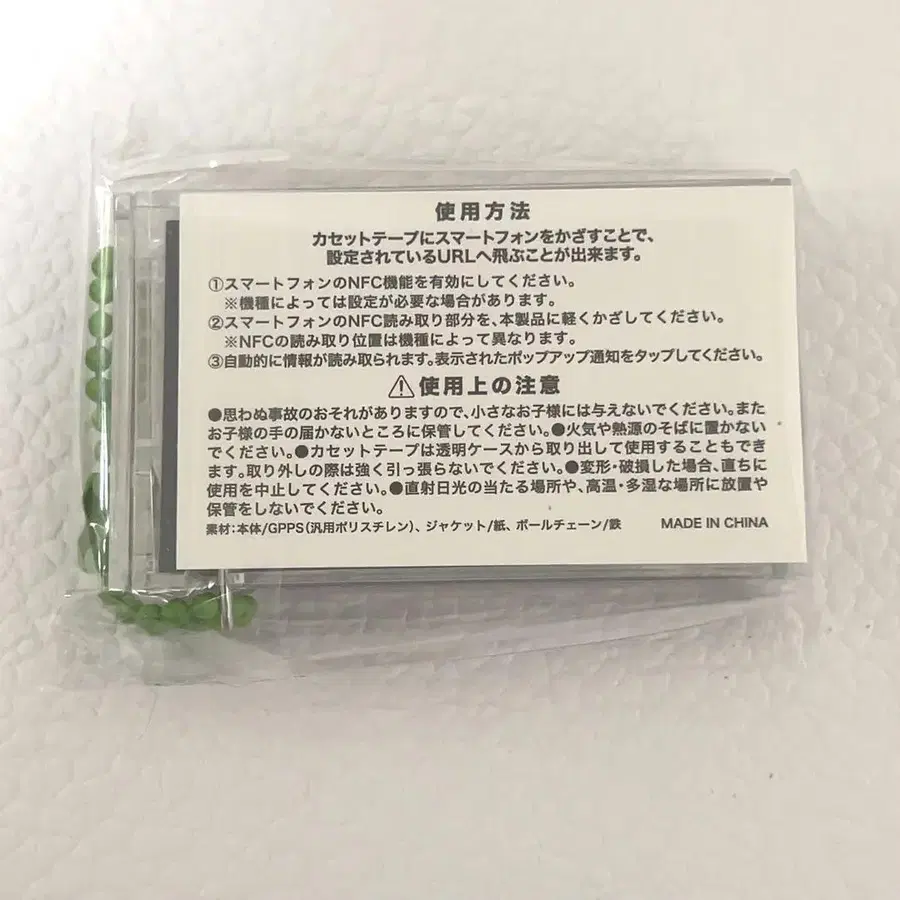 使用方法
カセットテープにスマートフォンをかざすことで、
設定されているURLへ飛ぶことが出来ます。
①スマートフォンのNFC機能を有効にしてください。
※機種によっては設定が必要な場合があります。
②スマートフォンのNFC読み取り部分を、本製品に軽くかざしてください。
※NFCの読み取り位置は機種によって異なります。
③自動的に情報が読み取られます。表示されたポップアップ通知をタップしてください。
⚠使用上の注意
●思わぬ事故のおそれがありますので、小さなお子様には与えないでください。また
お子様の手の届かないところに保管してください。●火気や熱源のそばに置かない
でください。●カセットテープは透明ケースから取り出して使用することもでき
ます。取り外しの際は強く引っ張らないでください。●変形・破損した場合、直ちに
使用を中止してください。●直射日光の当たる場所や、高温・多湿な場所に放置や
保管をしないでください。
素材:本体/GPPS(汎用ポリスチレン)、ジャケット/紙、ボールチェーン/鉄 MADE IN CHINA